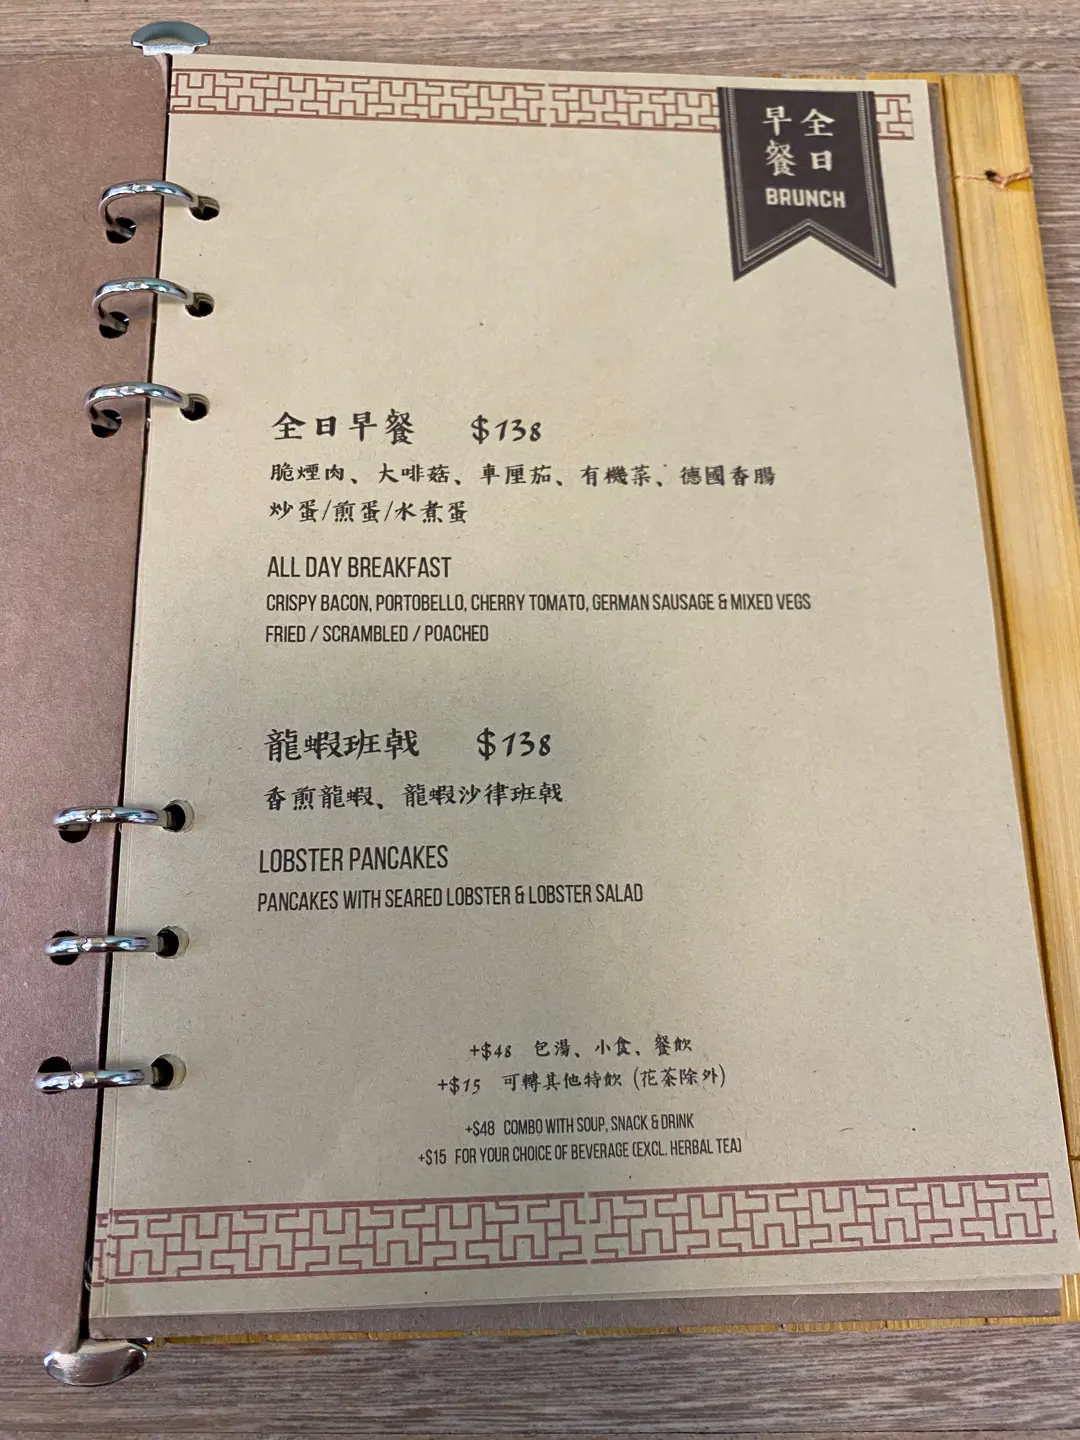 全日
早餐
BRUNCH
全日早餐 $138
脆煙肉、大啡菇、車厘茄、有機菜、德國香腸
炒蛋/煎蛋/水煮蛋
ALL DAY BREAKFAST
CRISPY BACON, PORTOBELLO, CHERRY TOMATO, GERMAN SAUSAGE & MIXED VEGS
FRIED / SCRAMBLED / POACHED
龍蝦班戟 $138
香煎龍蝦、龍蝦沙律班戟
LOBSTER PANCAKES
PANCAKES WITH SEARED LOBSTER & LOBSTER SALAD
+$48 包湯、小食、餐飲
+$15 可轉其他特飲 (花茶除外)
+$48 COMBO WITH SOUP, SNACK & DRINK
+$15 FOR YOUR CHOICE OF BEVERAGE (EXCL. HERBAL TEA)